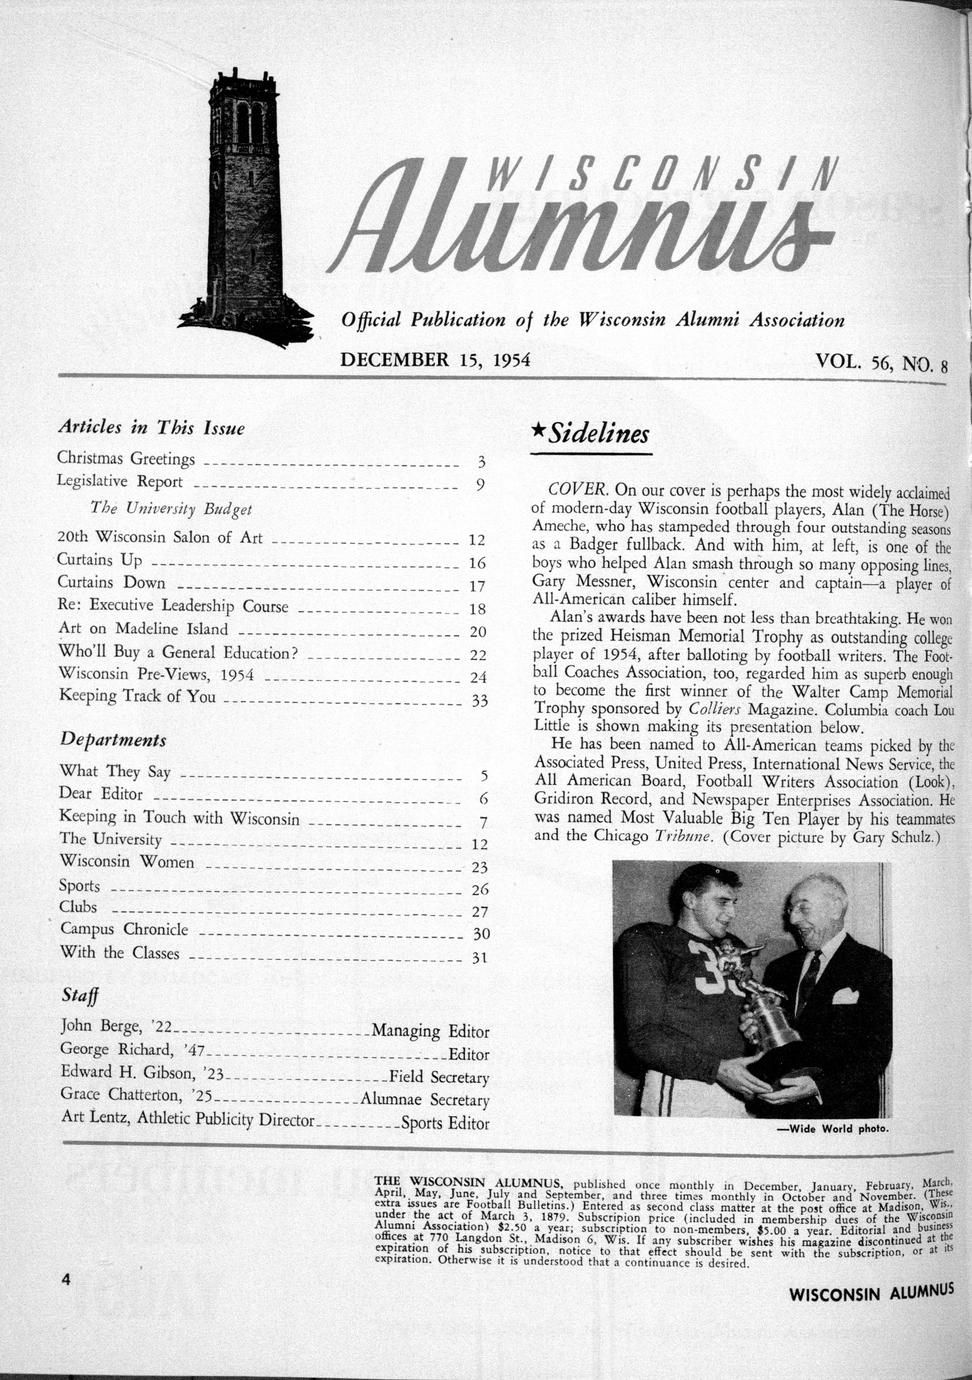 WISCONSIN
Alumnus
Official Publication of the Wisconsin Alumni Association
DECEMBER 15, 1954 VOL. 56, NO. 8
Articles in This Issue
Christmas Greetings 3
Legislative Report 9
The University Budget
20th Wisconsin Salon of Art 12
Curtains Up 16
Curtains Down 17
Re: Executive Leadership Course 18
Art on Madeline Island 20
Who'll Buy a General Education? 22
Wisconsin Pre-Views, 1954 24
Keeping Track of You 33
Departments
What They Say 5
Dear Editor 6
Keeping in Touch with Wisconsin 7
The University 12
Wisconsin Women 23
Sports 26
Clubs 27
Campus Chronicle 30
With the Classes 31
Staff
John Berge, '22 Managing Editor
George Richard, '47 Editor
Edward H. Gibson, '23 Field Secretary
Grace Chatterton, '25 Alumnae Secretary
Art Lentz, Athletic Publicity Director Sports Editor
★Sidelines
COVER. On our cover is perhaps the most widely acclaimed
of modern-day Wisconsin football players, Alan (The Horse)
Ameche, who has stampeded through four outstanding seasons
as a Badger fullback. And with him, at left, is one of the
boys who helped Alan smash through so many opposing lines,
Gary Messner, Wisconsin center and captain—a player of
All-American caliber himself.
Alan's awards have been not less than breathtaking. He won
the prized Heisman Memorial Trophy as outstanding college
player of 1954, after balloting by football writers. The Foot-
ball Coaches Association, too, regarded him as superb enough
to become the first winner of the Walter Camp Memorial
Trophy sponsored by Colliers Magazine. Columbia coach Lou
Little is shown making its presentation below.
He has been named to All-American teams picked by the
Associated Press, United Press, International News Service, the
All American Board, Football Writers Association (Look),
Gridiron Record, and Newspaper Enterprises Association. He
was named Most Valuable Big Ten Player by his teammates
and the Chicago Tribune. (Cover picture by Gary Schulz.)
35
—Wide World photo.
THE WISCONSIN ALUMNUS, published once monthly in December, January, February, March,
April, May, June, July and September, and three times monthly in October and November. (These
extra issues are Football Bulletins.) Entered as second class matter at the post office at Madison, Wis.,
under the act of March 3, 1879. Subscripion price (included in membership dues of the Wisconsin
Alumni Association) $2.50 a year; subscription to non-members, $5.00 a year. Editorial and business
offices at 770 Langdon St., Madison 6, Wis. If any subscriber wishes his magazine discontinued at the
expiration of his subscription, notice to that effect should be sent with the subscription, or at its
expiration. Otherwise it is understood that a continuance is desired.
4 WISCONSIN ALUMNUS